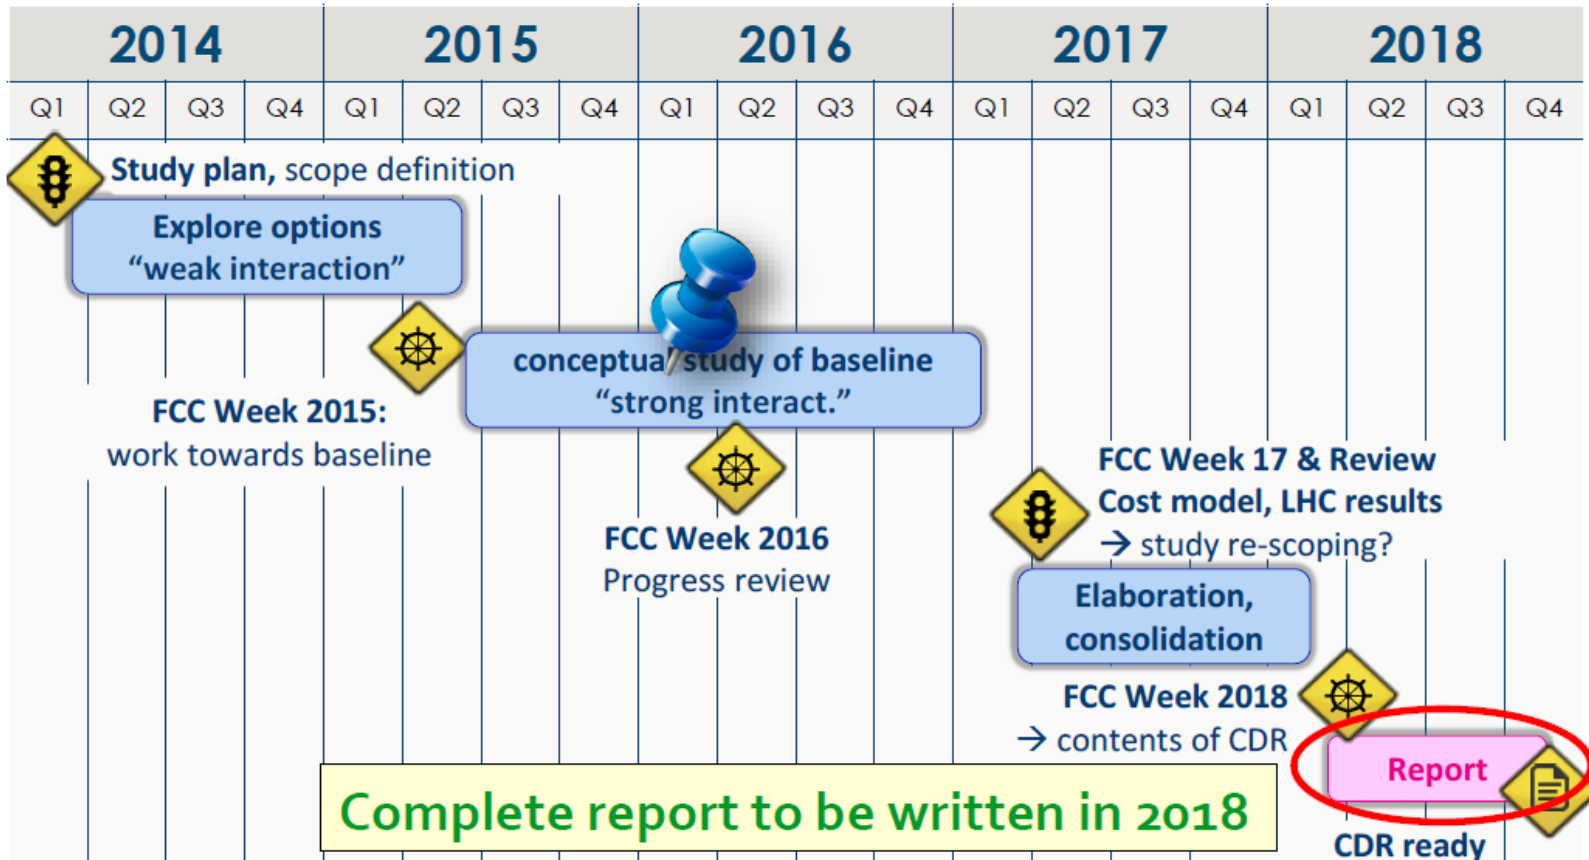 2014 2015 2016 2017 2018
Q1 Q2 Q3 Q4 Q1 Q2 Q3 Q4 Q1 Q2 Q3 Q4 Q1 Q2 Q3 Q4 Q1 Q2 Q3 Q4
Study plan, scope definition
Explore options
“weak interaction”
conceptual study of baseline
“strong interact.”
FCC Week 2015:
work towards baseline
FCC Week 2016
Progress review
FCC Week 17 & Review
Cost model, LHC results
→ study re-scoping?
Elaboration,
consolidation
FCC Week 2018
→ contents of CDR
Report
Complete report to be written in 2018
CDR ready